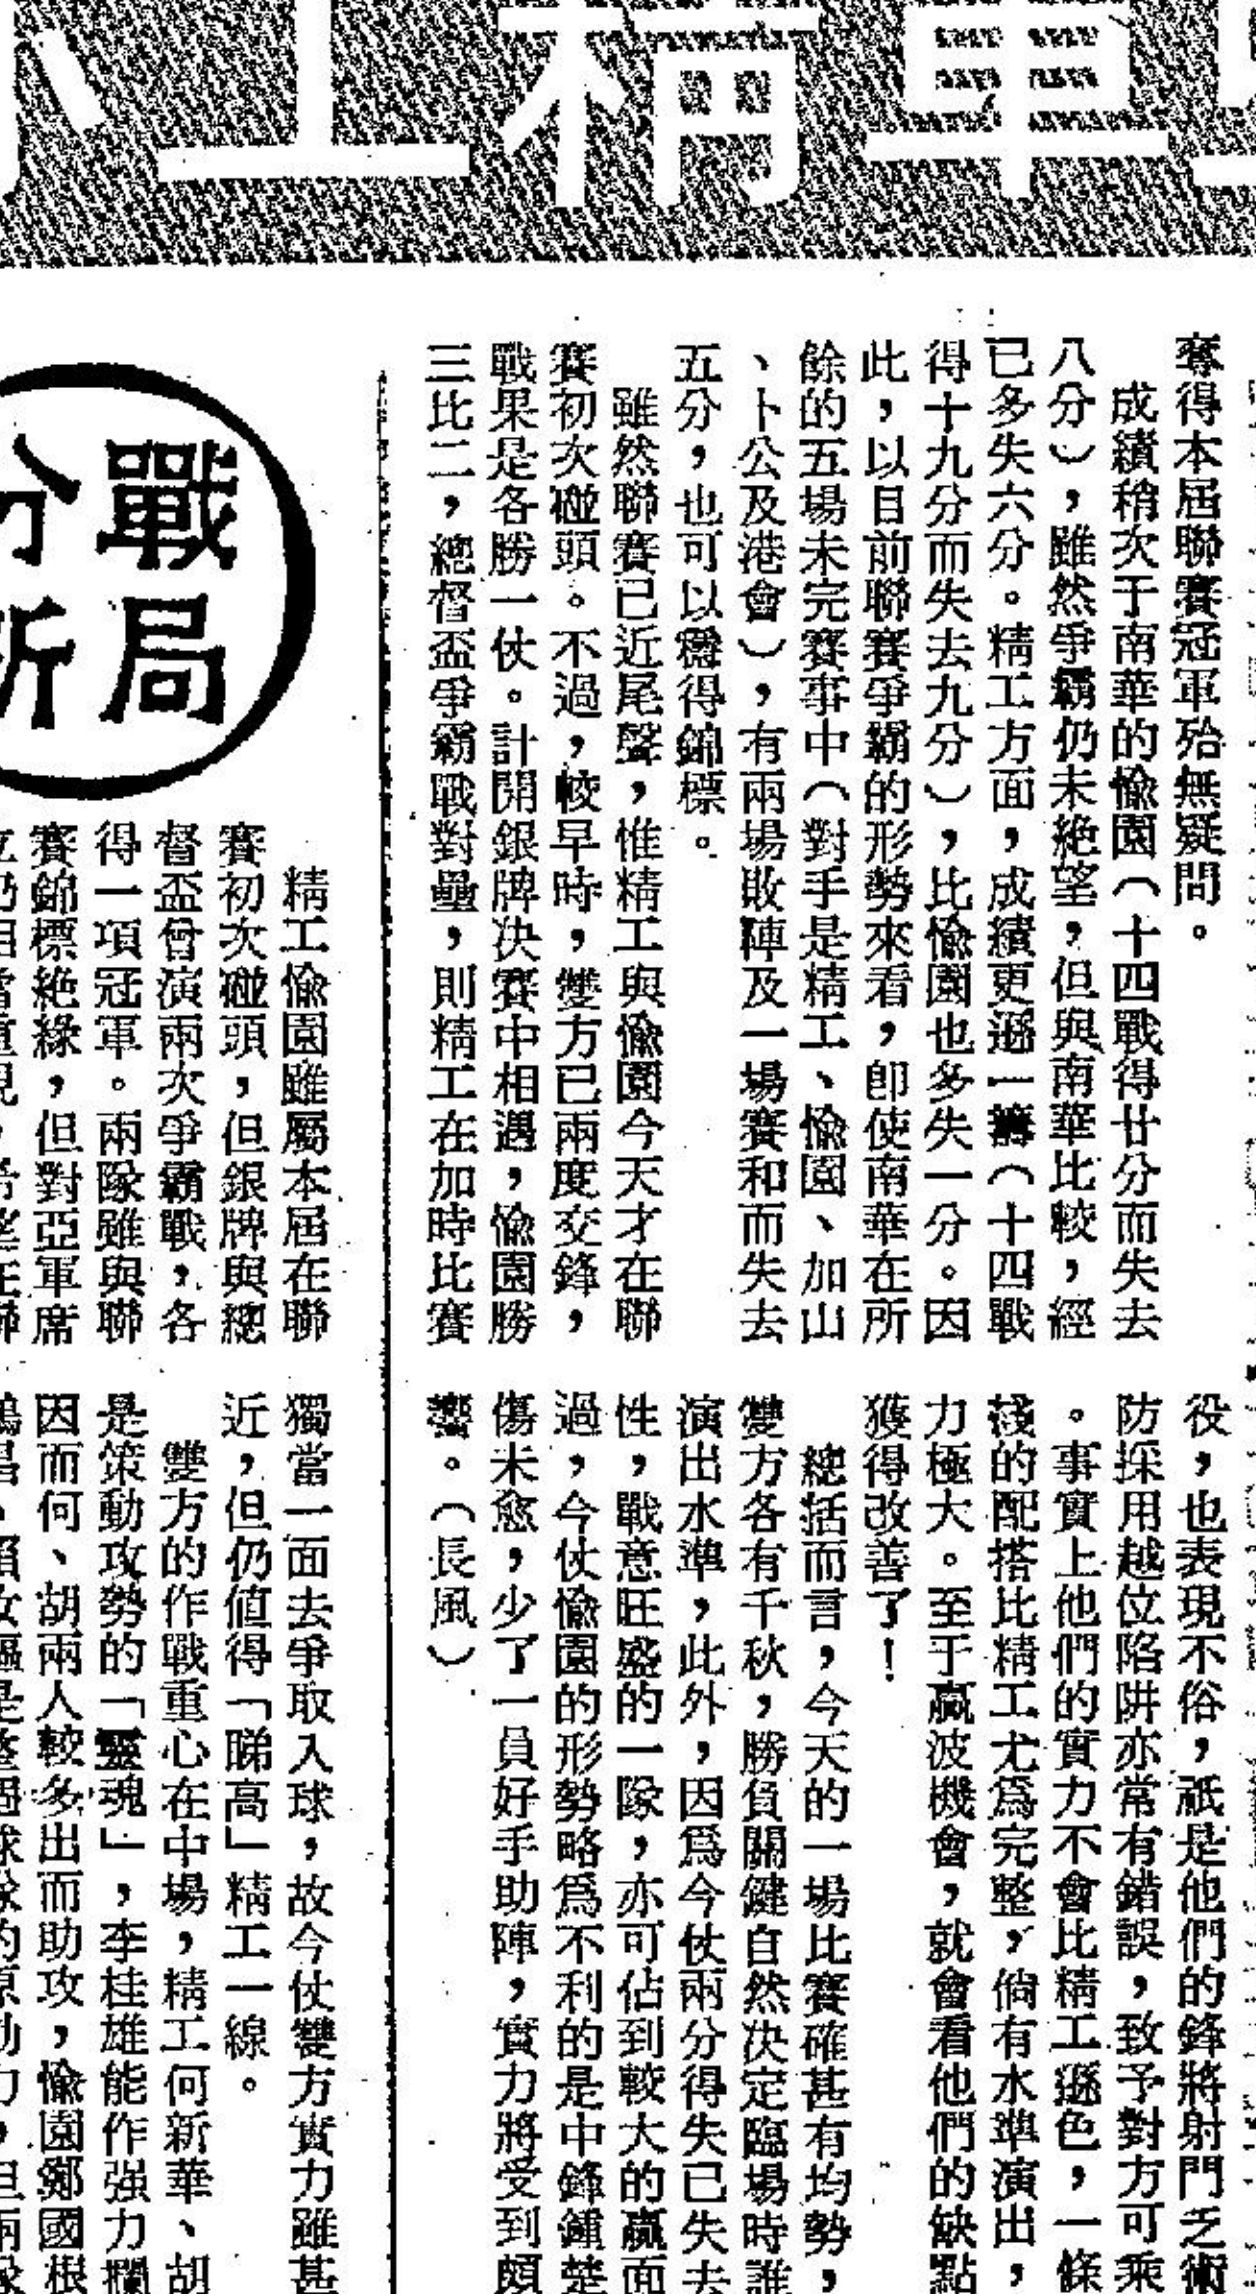 工精軍
奪得本屆聯賽冠軍殆無疑問。
成績稍次于南華的愉園（十四戰得廿分而失去
八分），雖然爭霸仍未絶望，但與南華比較，經
已多失六分。精工方面，成績更遜一籌（十四戰
得十九分而失去九分），比愉園也多失一分。因
此，以目前聯賽爭霸的形勢來看，卽使南華在所
餘的五場未完賽事中（對手是精工、愉園、加山
、卜公及港會），有兩場敗陣及一場賽和而失去
五分，也可以穩得錦標。
雖然聯賽已近尾聲，惟精工與愉園今天才在聯
賽初次碰頭。不過，較早時，雙方已兩度交鋒，
戰果是各勝一仗。計開銀牌决賽中相遇，愉園勝
三比二，總督盃爭霸戰對壘，則精工在加時比賽
戰局
分析
精工愉園雖屬本屆在聯
賽初次碰頭，但銀牌與總
督盃曾演兩次爭霸戰，各
得一項冠軍。兩隊雖與聯
賽錦標絶緣，但對亞軍席
役，也表現不俗，祇是他們的鋒將射門乏術
防採用越位陷阱亦常有錯誤，致予對方可乘
。事實上他們的實力不會比精工遜色，一條
綫的配搭比精工尤爲完整，倘有水準演出，
力極大。至于贏波機會，就會看他們的缺點
獲得改善了！
總括而言，今天的一場比賽確甚有均勢，
雙方各有千秋，勝負關鍵自然决定臨場時誰
演出水準，此外，因爲今仗兩分得失已失去
性，戰意旺盛的一隊，亦可佔到較大的贏面
過，今仗愉園的形勢略爲不利的是中鋒鍾楚
傷未愈，少了一員好手助陣，實力將受到頗
響。（長風）
獨當一面去爭取入球，故今仗雙方實力雖甚
近，但仍值得「睇高」精工一線。
雙方的作戰重心在中場，精工何新華、胡
是策動攻勢的「靈魂」，李桂雄能作强力攔
因而何、胡兩人較多出而助攻，愉園鄭國根